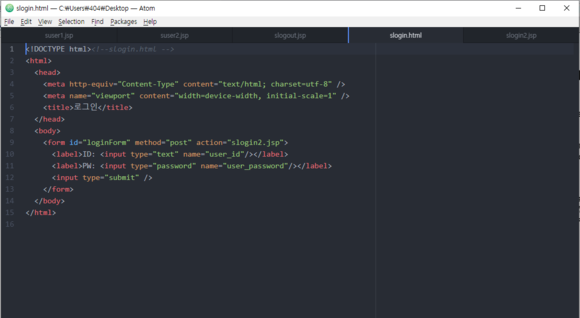 slogin.html — C:₩Users₩404₩Desktop — Atom
File Edit View Selection Find Packages Help
suser1.jsp suser2.jsp slogout.jsp slogin.html slogin2.jsp
1 <!DOCTYPE html><!--slogin.html -->
2 <html>
3 <head>
4 <meta http-equiv="Content-Type" content="text/html; charset=utf-8" />
5 <meta name="viewport" content="width=device-width, initial-scale=1" />
6 <title>로그인</title>
7 </head>
8 <body>
9 <form id="loginForm" method="post" action="slogin2.jsp">
10 <label>ID: <input type="text" name="user_id"/></label>
11 <label>PW: <input type="password" name="user_password"/></label>
12 <input type="submit" />
13 </form>
14 </body>
15 </html>
16